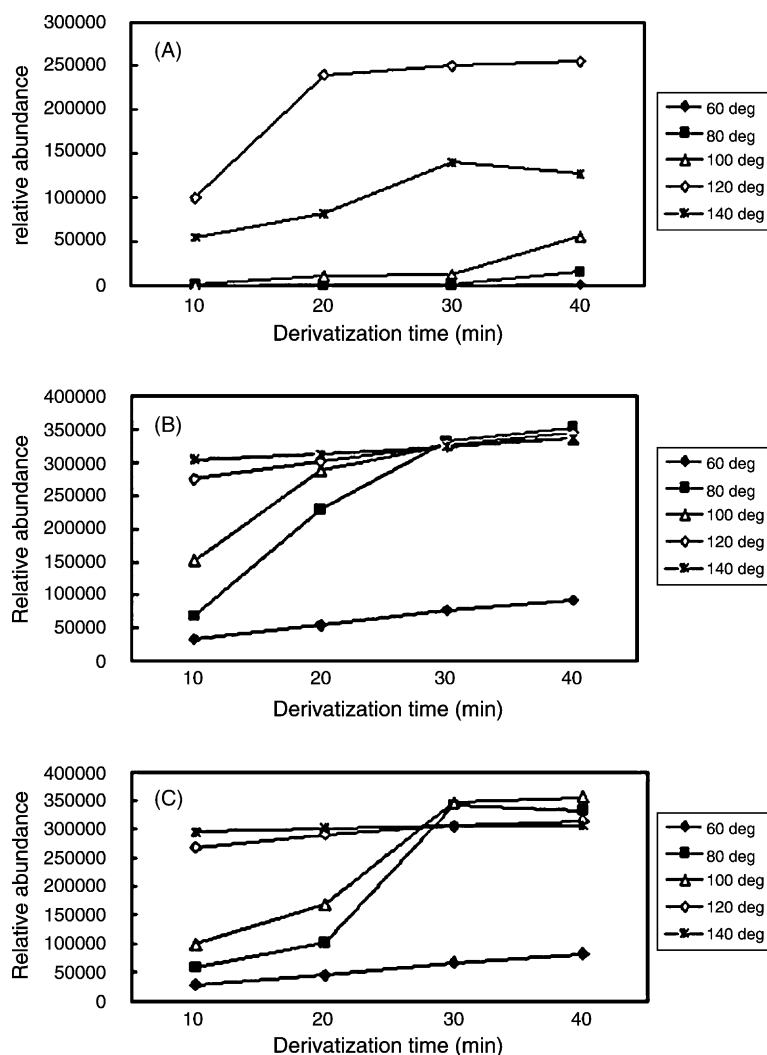 (A)
relative abundance
300000
250000
200000
150000
100000
50000
0
10 20 30 40
Derivatization time (min)
60 deg
80 deg
100 deg
120 deg
140 deg
(B)
Relative abundance
400000
350000
300000
250000
200000
150000
100000
50000
0
10 20 30 40
Derivatization time (min)
60 deg
80 deg
100 deg
120 deg
140 deg
(C)
Relative abundance
400000
350000
300000
250000
200000
150000
100000
50000
0
10 20 30 40
Derivatization time (min)
60 deg
80 deg
100 deg
120 deg
140 deg